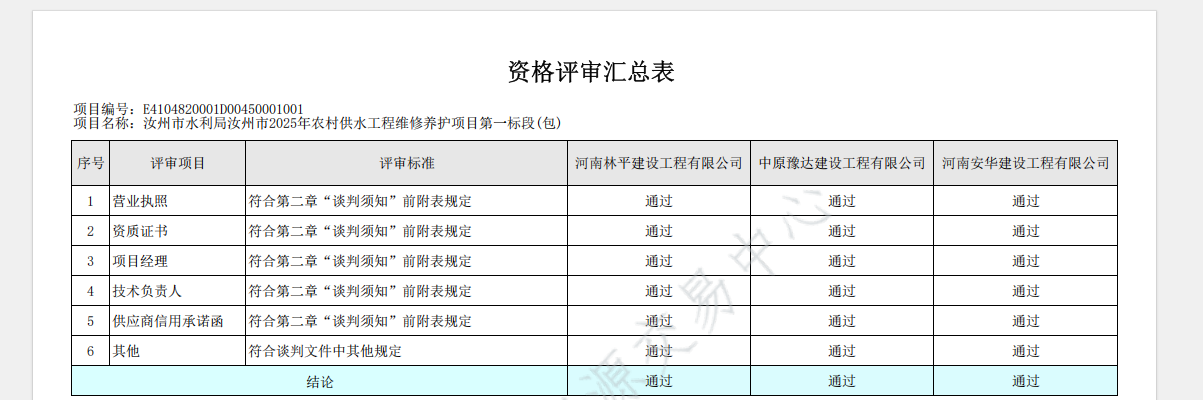 资格评审汇总表
项目编号：E4104820001D00450001001
项目名称：汝州市水利局汝州市2025年农村供水工程维修养护项目第一标段(包)
序号 评审项目 评审标准 河南林平建设工程有限公司 中原豫达建设工程有限公司 河南安华建设工程有限公司
1 营业执照 符合第二章“谈判须知”前附表规定 通过 通过 通过
2 资质证书 符合第二章“谈判须知”前附表规定 通过 通过 通过
3 项目经理 符合第二章“谈判须知”前附表规定 通过 通过 通过
4 技术负责人 符合第二章“谈判须知”前附表规定 通过 通过 通过
5 供应商信用承诺函 符合第二章“谈判须知”前附表规定 通过 通过 通过
6 其他 符合谈判文件中其他规定 通过 通过 通过
结论 通过 通过 通过
源交易中心